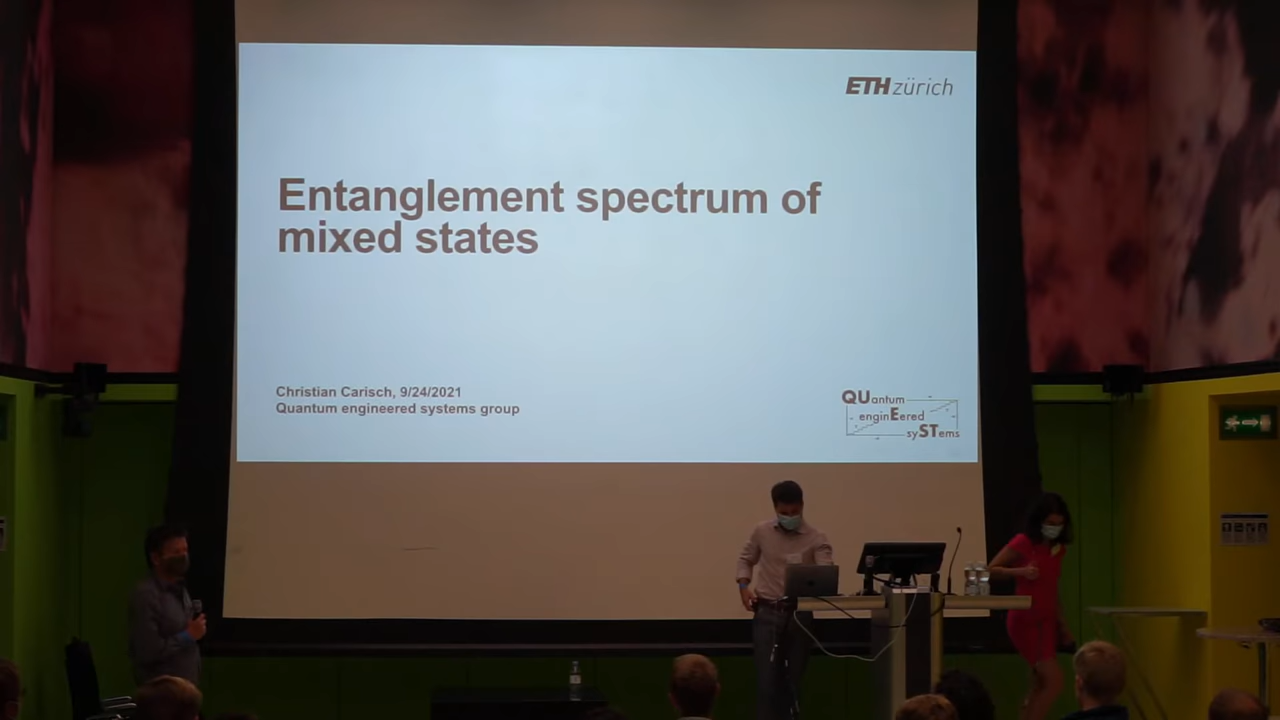 ETH zürich
Entanglement spectrum of
mixed states
Christian Carisch, 9/24/2021
Quantum engineered systems group
QUantum
enginEered
sySTems